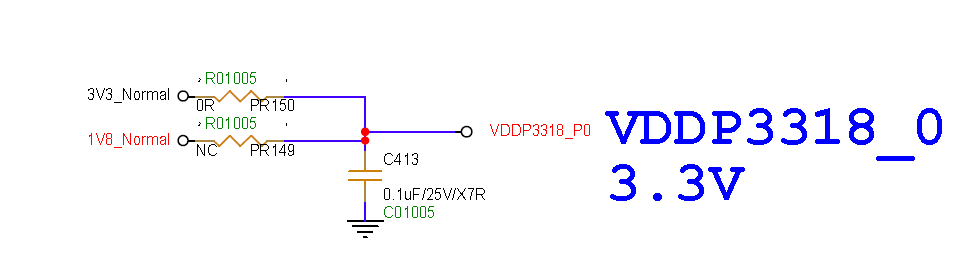 R01005
3V3_Normal
0R
PR150
R01005
1V8_Normal
NC
PR149
VDDP3318_P0
VDDP3318_0
3.3V
C413
0.1uF/25V/X7R
C01005